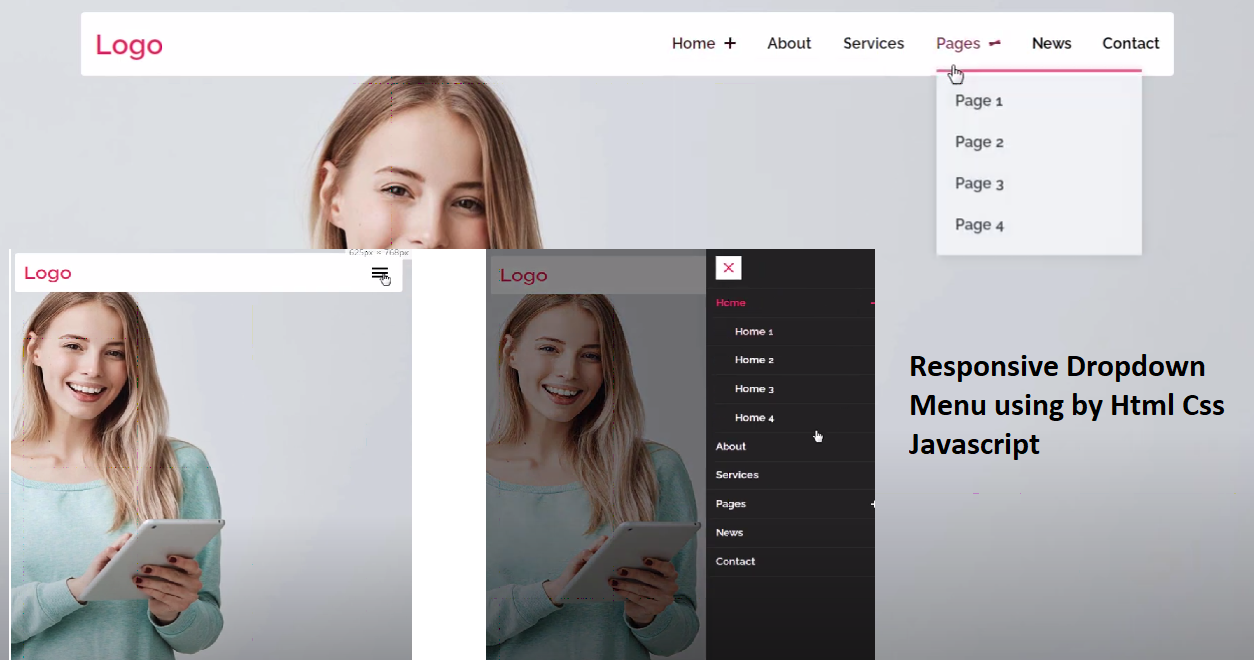 Logo
Home + About Services Pages News Contact
Page 1
Page 2
Page 3
Page 4
625px × 768px
Logo
Logo
Home
Home 1
Home 2
Home 3
Home 4
About
Services
Pages +
News
Contact
Responsive Dropdown
Menu using by Html Css
Javascript